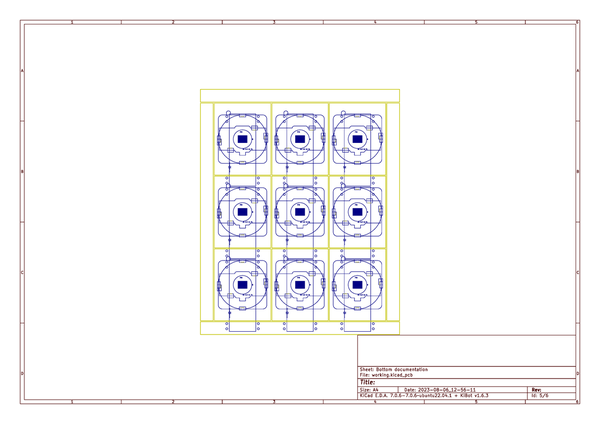 1 2 3 4 5 6
A A
B B
C C
D D
Sheet: Bottom documentation
File: working.kicad_pcb
Title:
Size: A4 Date: 2023-08-06_12-56-11 Rev:
KiCad E.D.A. 7.0.6-7.0.6~ubuntu22.04.1 + KiBot v1.6.3 Id: 5/6
1 2 3 4 5 6